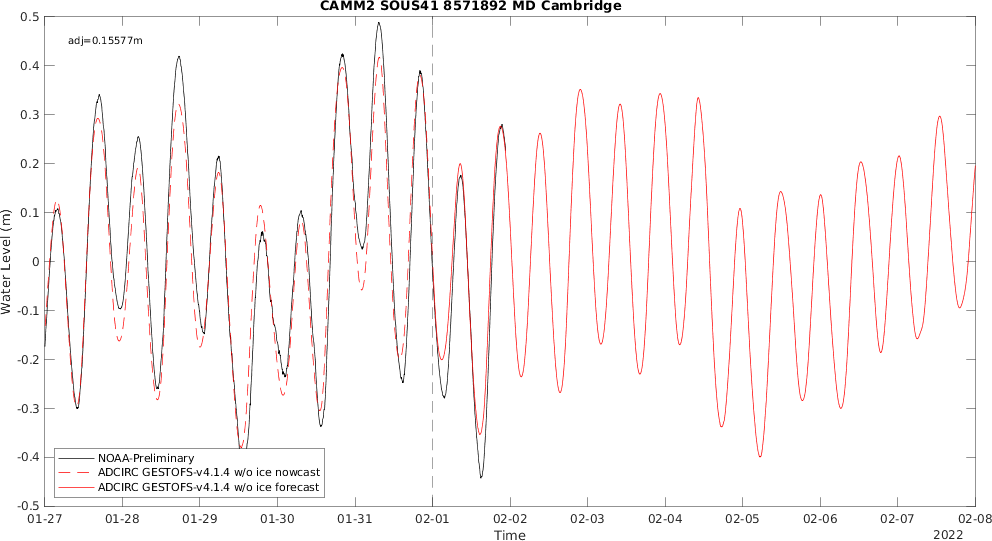 CAMM2 SOUS41 8571892 MD Cambridge
adj=0.15577m
Water Level (m)
0.5
0.4
0.3
0.2
0.1
0
-0.1
-0.2
-0.3
-0.4
-0.5
NOAA-Preliminary
ADCIRC GESTOFS-v4.1.4 w/o ice nowcast
ADCIRC GESTOFS-v4.1.4 w/o ice forecast
01-27 01-28 01-29 01-30 01-31 02-01 02-02 02-03 02-04 02-05 02-06 02-07 02-08
Time
2022